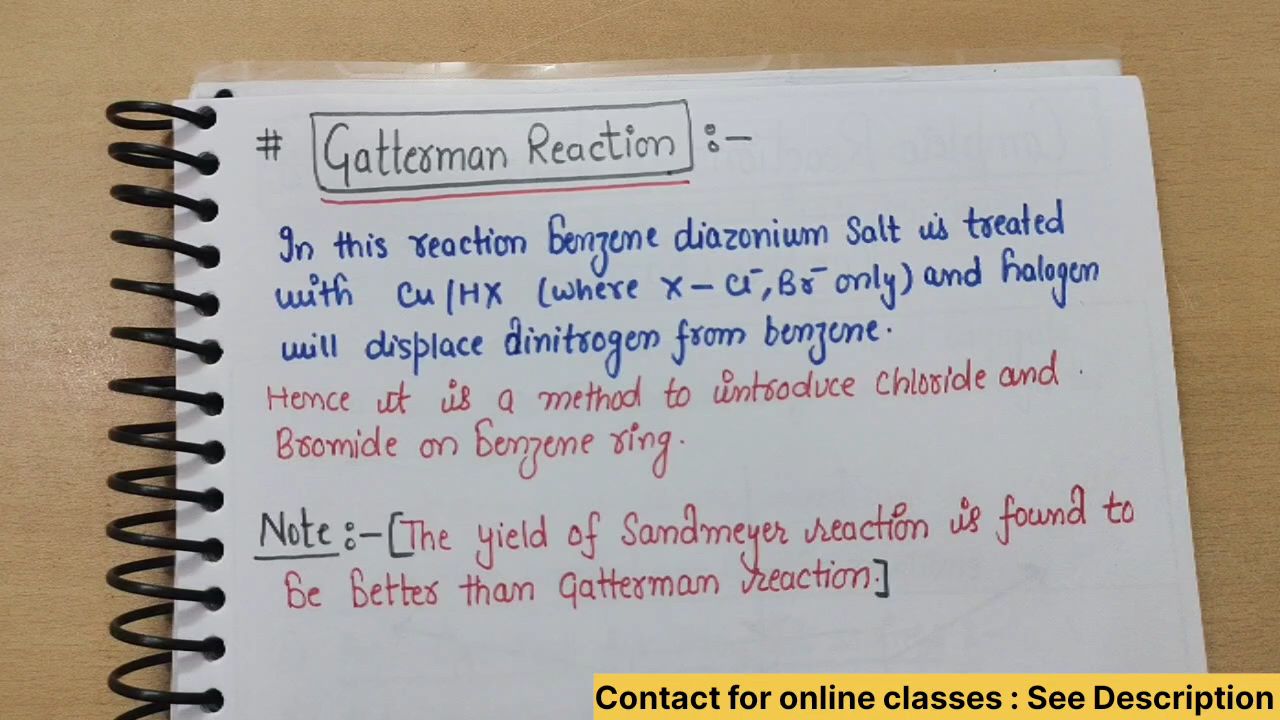 # Gatterman Reaction :-
In this reaction benzene diazonium salt is treated
with Cu/HX (where X - Cl⁻, Br⁻ only) and halogen
will displace dinitrogen from benzene.
Hence it is a method to introduce chloride and
Bromide on benzene ring.
Note :- [The yield of Sandmeyer reaction is found to
be better than Gatterman reaction.]
Contact for online classes : See Description